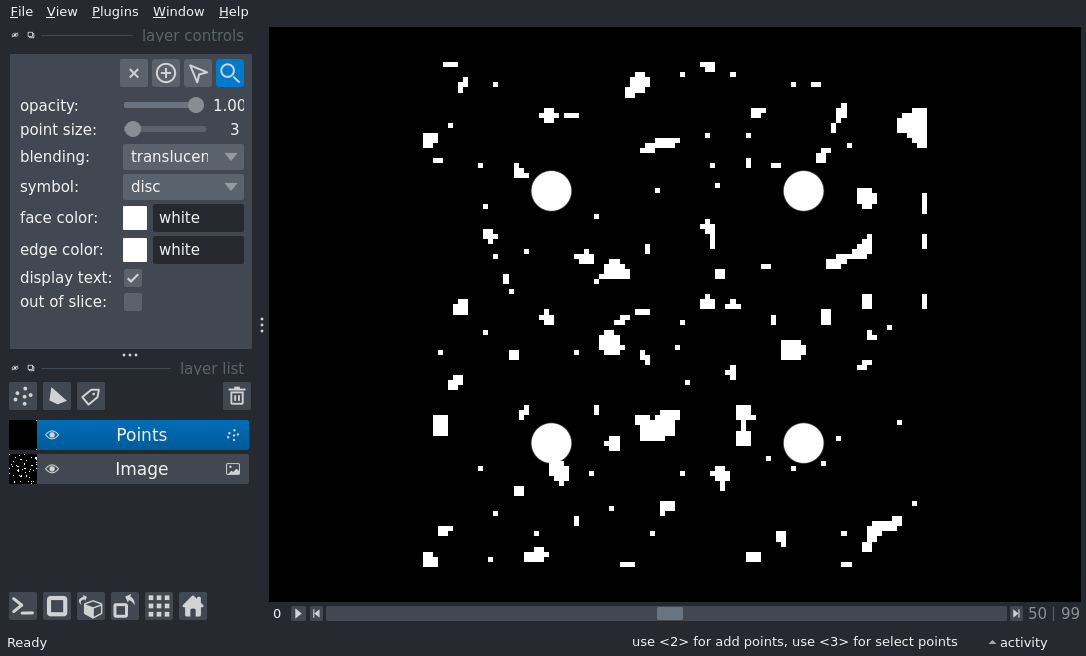 File View Plugins Window Help
layer controls
opacity: 1.00
point size: 3
blending: translucen
symbol: disc
face color: white
edge color: white
display text:
out of slice:
layer list
Points
Image
0 50 | 99
Ready use <2> for add points, use <3> for select points activity